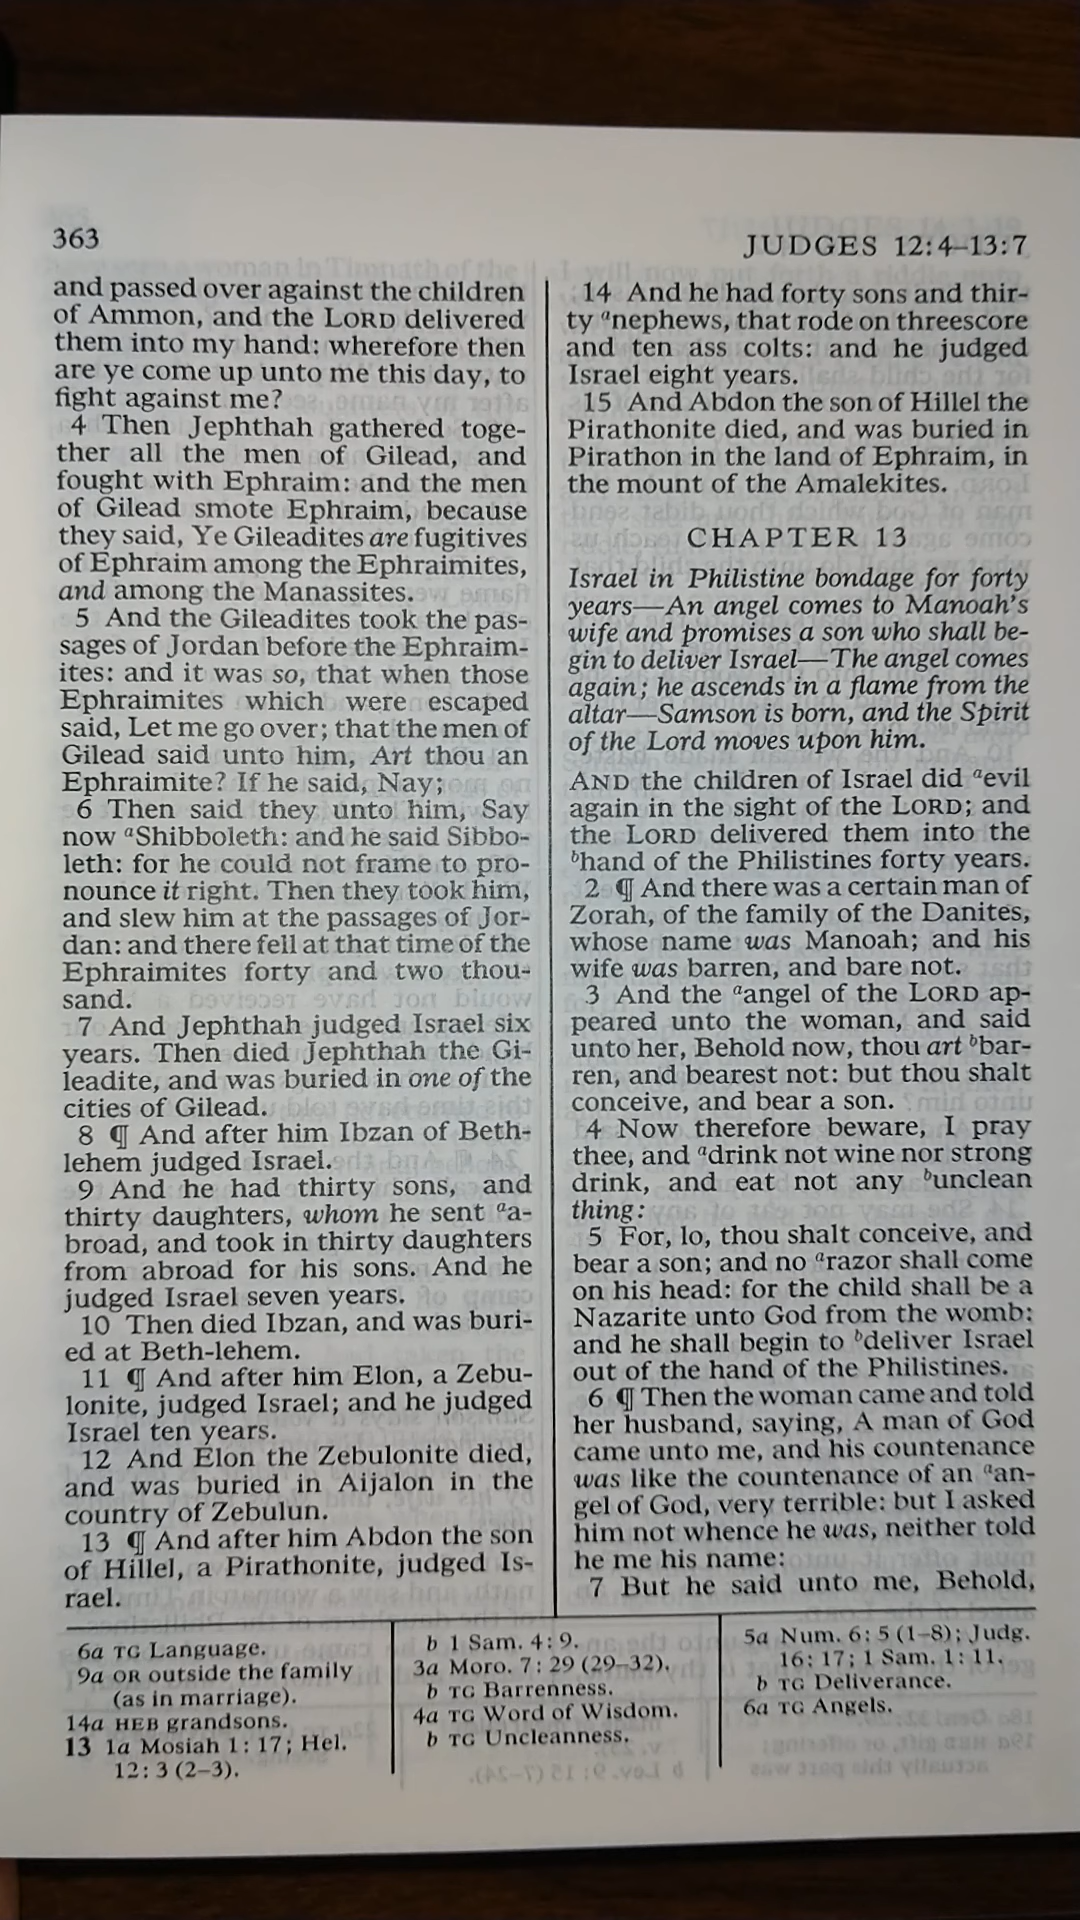 363
JUDGES 12:4–13:7
and passed over against the children
of Ammon, and the LORD delivered
them into my hand: wherefore then
are ye come up unto me this day, to
fight against me?
4 Then Jephthah gathered toge-
ther all the men of Gilead, and
fought with Ephraim: and the men
of Gilead smote Ephraim, because
they said, Ye Gileadites are fugitives
of Ephraim among the Ephraimites,
and among the Manassites.
5 And the Gileadites took the pas-
sages of Jordan before the Ephraim-
ites: and it was so, that when those
Ephraimites which were escaped
said, Let me go over; that the men of
Gilead said unto him, Art thou an
Ephraimite? If he said, Nay;
6 Then said they unto him, Say
now aShibboleth: and he said Sibbo-
leth: for he could not frame to pro-
nounce it right. Then they took him,
and slew him at the passages of Jor-
dan: and there fell at that time of the
Ephraimites forty and two thou-
sand.
7 And Jephthah judged Israel six
years. Then died Jephthah the Gi-
leadite, and was buried in one of the
cities of Gilead.
8 ¶ And after him Ibzan of Beth-
lehem judged Israel.
9 And he had thirty sons, and
thirty daughters, whom he sent aa-
broad, and took in thirty daughters
from abroad for his sons. And he
judged Israel seven years.
10 Then died Ibzan, and was buri-
ed at Beth-lehem.
11 ¶ And after him Elon, a Zebu-
lonite, judged Israel; and he judged
Israel ten years.
12 And Elon the Zebulonite died,
and was buried in Aijalon in the
country of Zebulun.
13 ¶ And after him Abdon the son
of Hillel, a Pirathonite, judged Is-
rael.
14 And he had forty sons and thir-
ty anephews, that rode on threescore
and ten ass colts: and he judged
Israel eight years.
15 And Abdon the son of Hillel the
Pirathonite died, and was buried in
Pirathon in the land of Ephraim, in
the mount of the Amalekites.
CHAPTER 13
Israel in Philistine bondage for forty
years—An angel comes to Manoah's
wife and promises a son who shall be-
gin to deliver Israel—The angel comes
again; he ascends in a flame from the
altar—Samson is born, and the Spirit
of the Lord moves upon him.
AND the children of Israel did aevil
again in the sight of the LORD; and
the LORD delivered them into the
bhand of the Philistines forty years.
2 ¶ And there was a certain man of
Zorah, of the family of the Danites,
whose name was Manoah; and his
wife was barren, and bare not.
3 And the aangel of the LORD ap-
peared unto the woman, and said
unto her, Behold now, thou art bbar-
ren, and bearest not: but thou shalt
conceive, and bear a son.
4 Now therefore beware, I pray
thee, and adrink not wine nor strong
drink, and eat not any bunclean
thing:
5 For, lo, thou shalt conceive, and
bear a son; and no arazor shall come
on his head: for the child shall be a
Nazarite unto God from the womb:
and he shall begin to bdeliver Israel
out of the hand of the Philistines.
6 ¶ Then the woman came and told
her husband, saying, A man of God
came unto me, and his countenance
was like the countenance of an aan-
gel of God, very terrible: but I asked
him not whence he was, neither told
he me his name:
7 But he said unto me, Behold,
6a TG Language.
9a OR outside the family
(as in marriage).
14a HEB grandsons.
13 1a Mosiah 1:17; Hel.
12:3 (2–3).
b 1 Sam. 4:9.
3a Moro. 7:29 (29–32).
b TG Barrenness.
4a TG Word of Wisdom.
b TG Uncleanness.
5a Num. 6:5 (1–8); Judg.
16:17; 1 Sam. 1:11.
b TG Deliverance.
6a TG Angels.